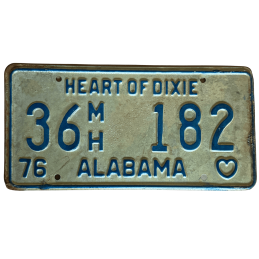 HEART OF DIXIE
36 MH 182
76 ALABAMA